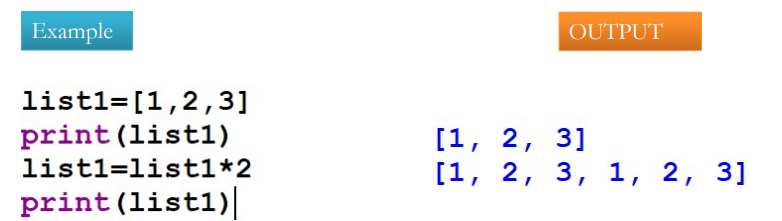 Example
OUTPUT
list1=[1,2,3]
print(list1)
list1=list1*2
print(list1)
[1, 2, 3]
[1, 2, 3, 1, 2, 3]